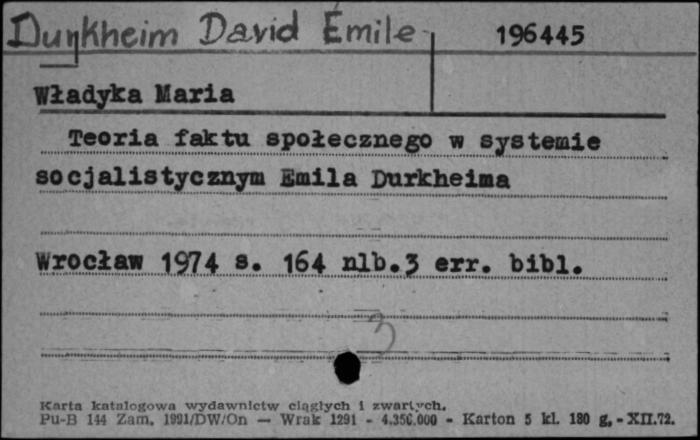 Durkheim David Émile
196445
Władyka Maria
Teoria faktu społecznego w systemie
socjalistycznym Emila Durkheima
Wrocław 1974 s. 164 nlb.3 err. bibl.
3
Karta katalogowa wydawnictw ciągłych i zwartych.
Pu-B 144 Zam. 1991/DW/On — Wrak 1291 - 4.350.000 - Karton 5 kl. 180 g, - XII.72.